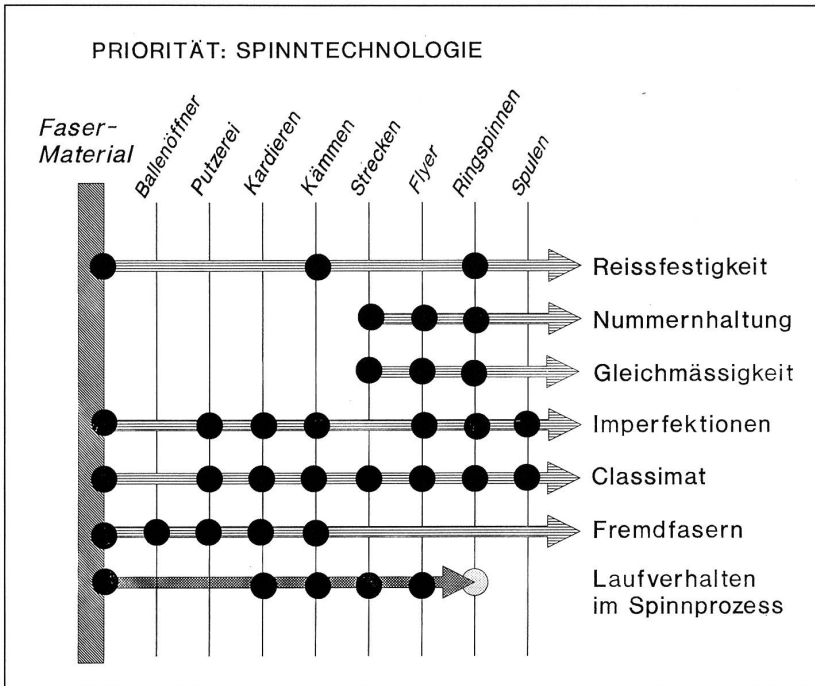 PRIORITÄT: SPINNTECHNOLOGIE
Faser-
Material
Ballenöffner
Putzerei
Kardieren
Kämmen
Strecken
Flyer
Ringspinnen
Spulen
Reissfestigkeit
Nummernhaltung
Gleichmässigkeit
Imperfektionen
Classimat
Fremdfasern
Laufverhalten
im Spinnprozess